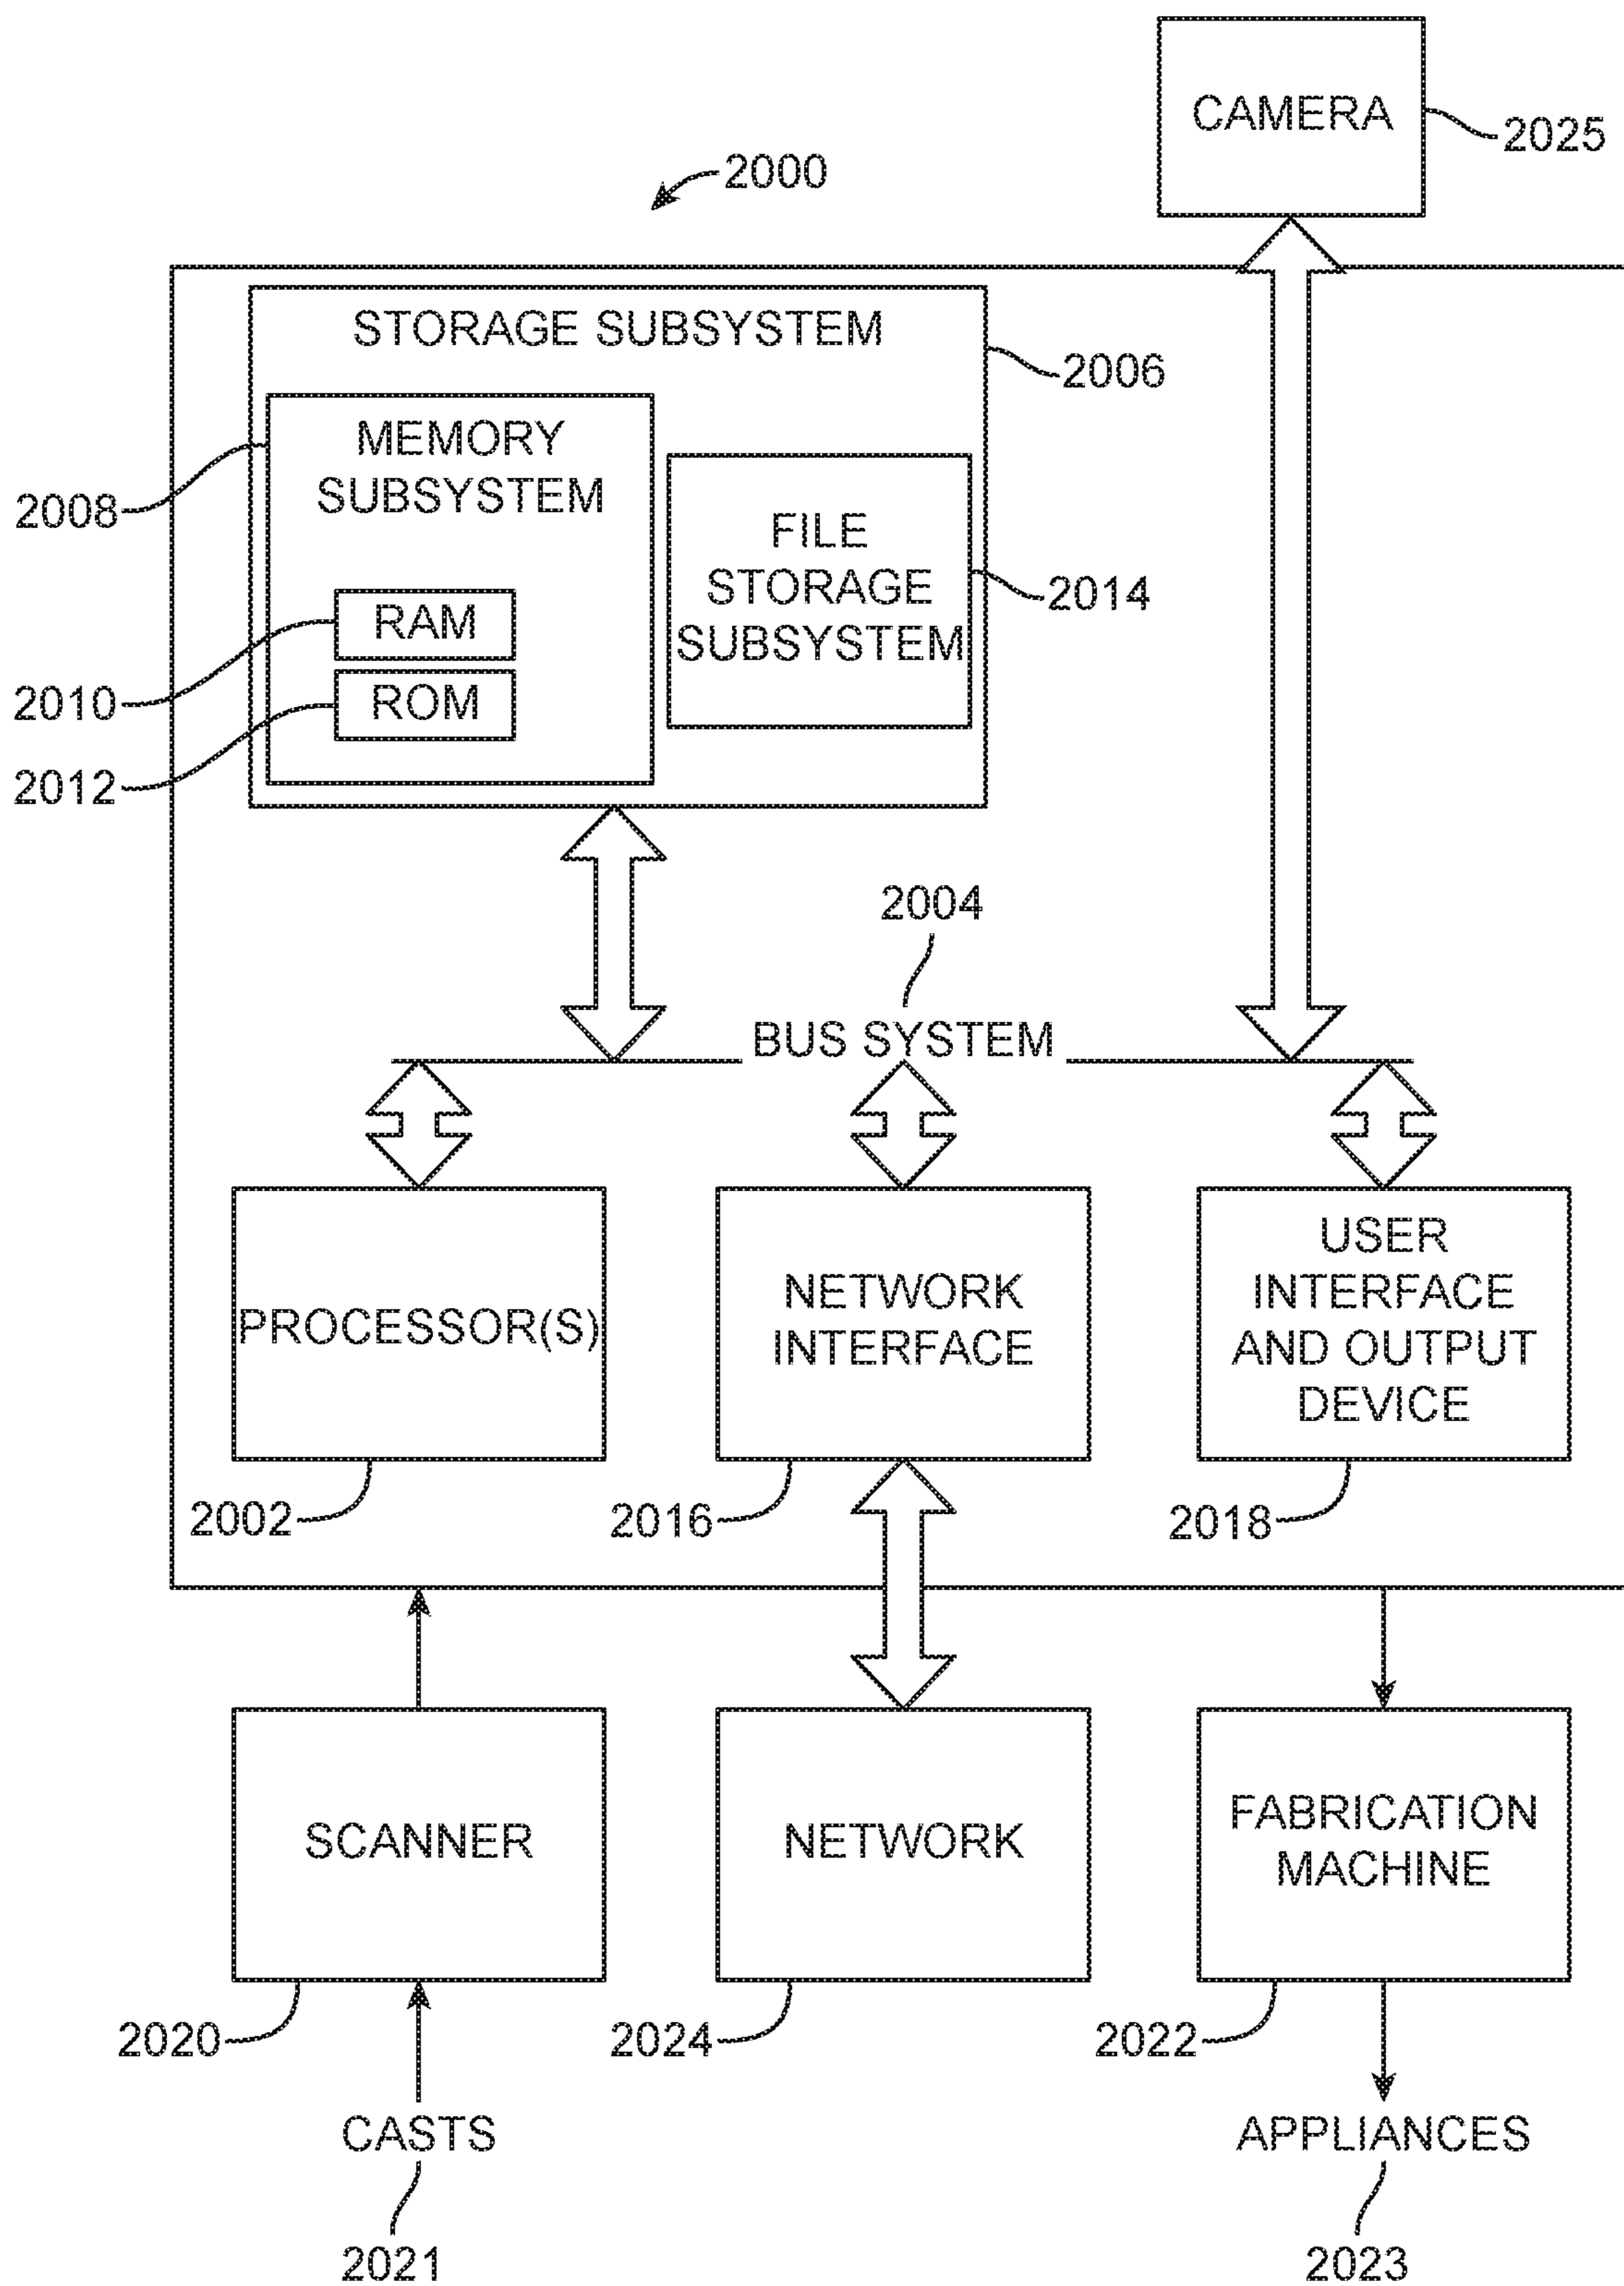 CAMERA
2025
2000
STORAGE SUBSYSTEM
2006
MEMORY
SUBSYSTEM
2008
FILE
STORAGE
SUBSYSTEM
2014
RAM
2010
ROM
2012
2004
BUS SYSTEM
PROCESSOR(S)
2002
NETWORK
INTERFACE
2016
USER
INTERFACE
AND OUTPUT
DEVICE
2018
SCANNER
2020
NETWORK
2024
FABRICATION
MACHINE
2022
CASTS
2021
APPLIANCES
2023